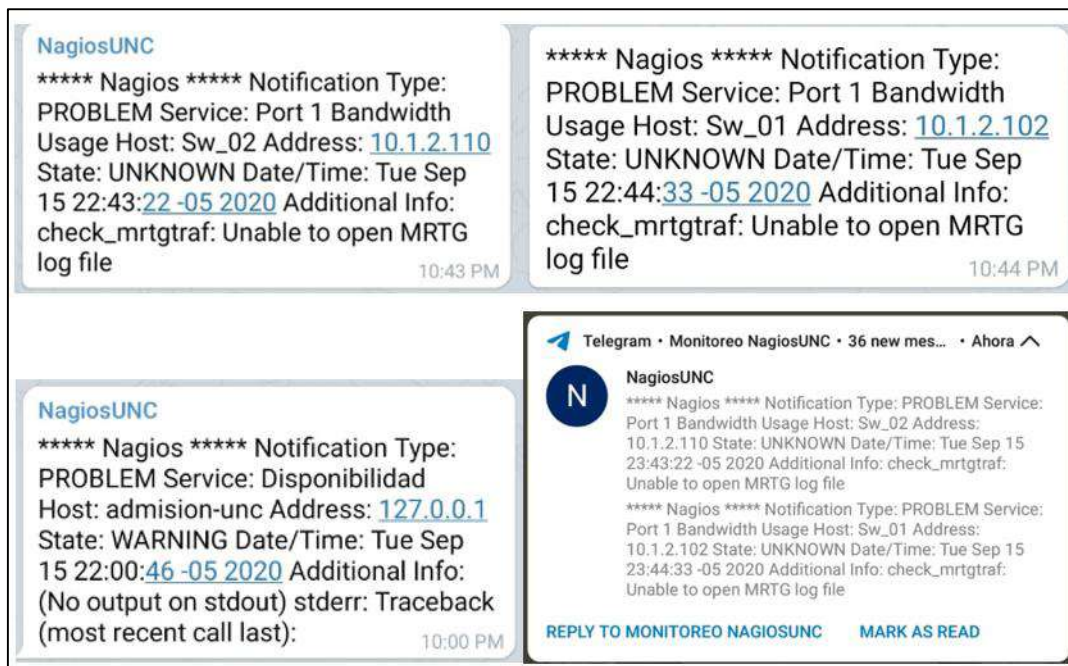 NagiosUNC
***** Nagios ***** Notification Type:
PROBLEM Service: Port 1 Bandwidth
Usage Host: Sw_02 Address: 10.1.2.110
State: UNKNOWN Date/Time: Tue Sep
15 22:43:22 -05 2020 Additional Info:
check_mrtgtraf: Unable to open MRTG
log file
10:43 PM
***** Nagios ***** Notification Type:
PROBLEM Service: Port 1 Bandwidth
Usage Host: Sw_01 Address: 10.1.2.102
State: UNKNOWN Date/Time: Tue Sep
15 22:44:33 -05 2020 Additional Info:
check_mrtgtraf: Unable to open MRTG
log file
10:44 PM
NagiosUNC
***** Nagios ***** Notification Type:
PROBLEM Service: Disponibilidad
Host: admision-unc Address: 127.0.0.1
State: WARNING Date/Time: Tue Sep
15 22:00:46 -05 2020 Additional Info:
(No output on stdout) stderr: Traceback
(most recent call last):
10:00 PM
Telegram • Monitoreo NagiosUNC • 36 new mes... • Ahora
N
NagiosUNC
***** Nagios ***** Notification Type: PROBLEM Service:
Port 1 Bandwidth Usage Host: Sw_02 Address:
10.1.2.110 State: UNKNOWN Date/Time: Tue Sep 15
23:43:22 -05 2020 Additional Info: check_mrtgtraf:
Unable to open MRTG log file
***** Nagios ***** Notification Type: PROBLEM Service:
Port 1 Bandwidth Usage Host: Sw_01 Address:
10.1.2.102 State: UNKNOWN Date/Time: Tue Sep 15
23:44:33 -05 2020 Additional Info: check_mrtgtraf:
Unable to open MRTG log file
REPLY TO MONITOREO NAGIOSUNC MARK AS READ